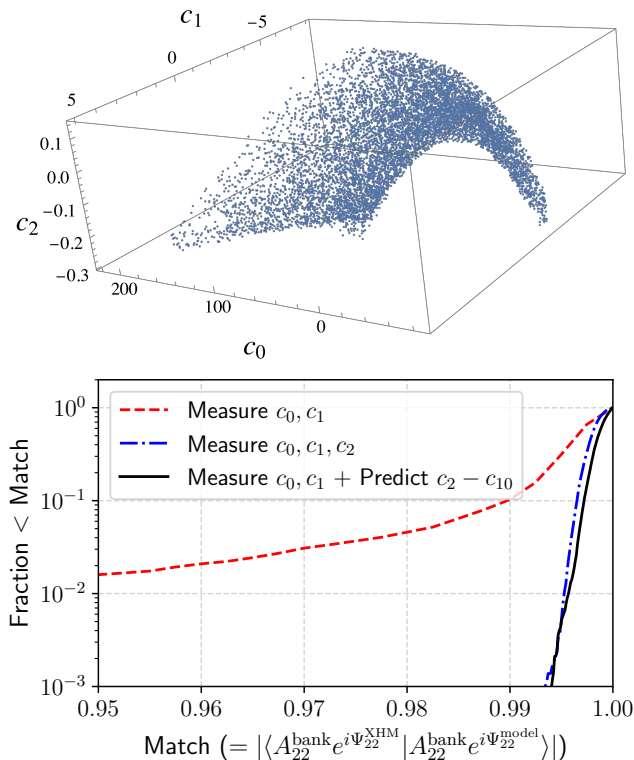 c₁
-5
0
5
0.1
0.0
-0.1
-0.2
-0.3
c₂
200
100
0
c₀
Fraction < Match
10⁰
10⁻¹
10⁻²
10⁻³
Measure c₀, c₁
Measure c₀, c₁, c₂
Measure c₀, c₁ + Predict c₂ − c₁₀
0.95 0.96 0.97 0.98 0.99 1.00
Match (= |⟨A₂₂^bank e^{iΨ₂₂^XHM}|A₂₂^bank e^{iΨ₂₂^model}⟩|)